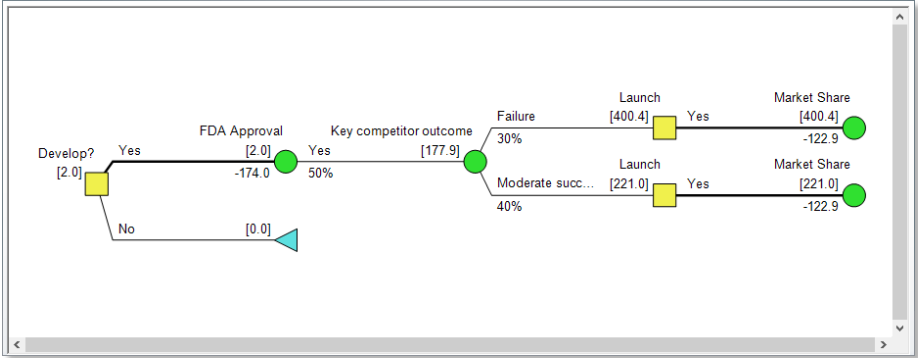 Launch
Market Share
Failure
[400.4]
Yes
[400.4]
30%
-122.9
FDA Approval
Key competitor outcome
Develop?
Yes
[2.0]
Yes
[177.9]
[2.0]
-174.0
50%
Launch
Market Share
Moderate succ...
[221.0]
Yes
[221.0]
40%
-122.9
No
[0.0]